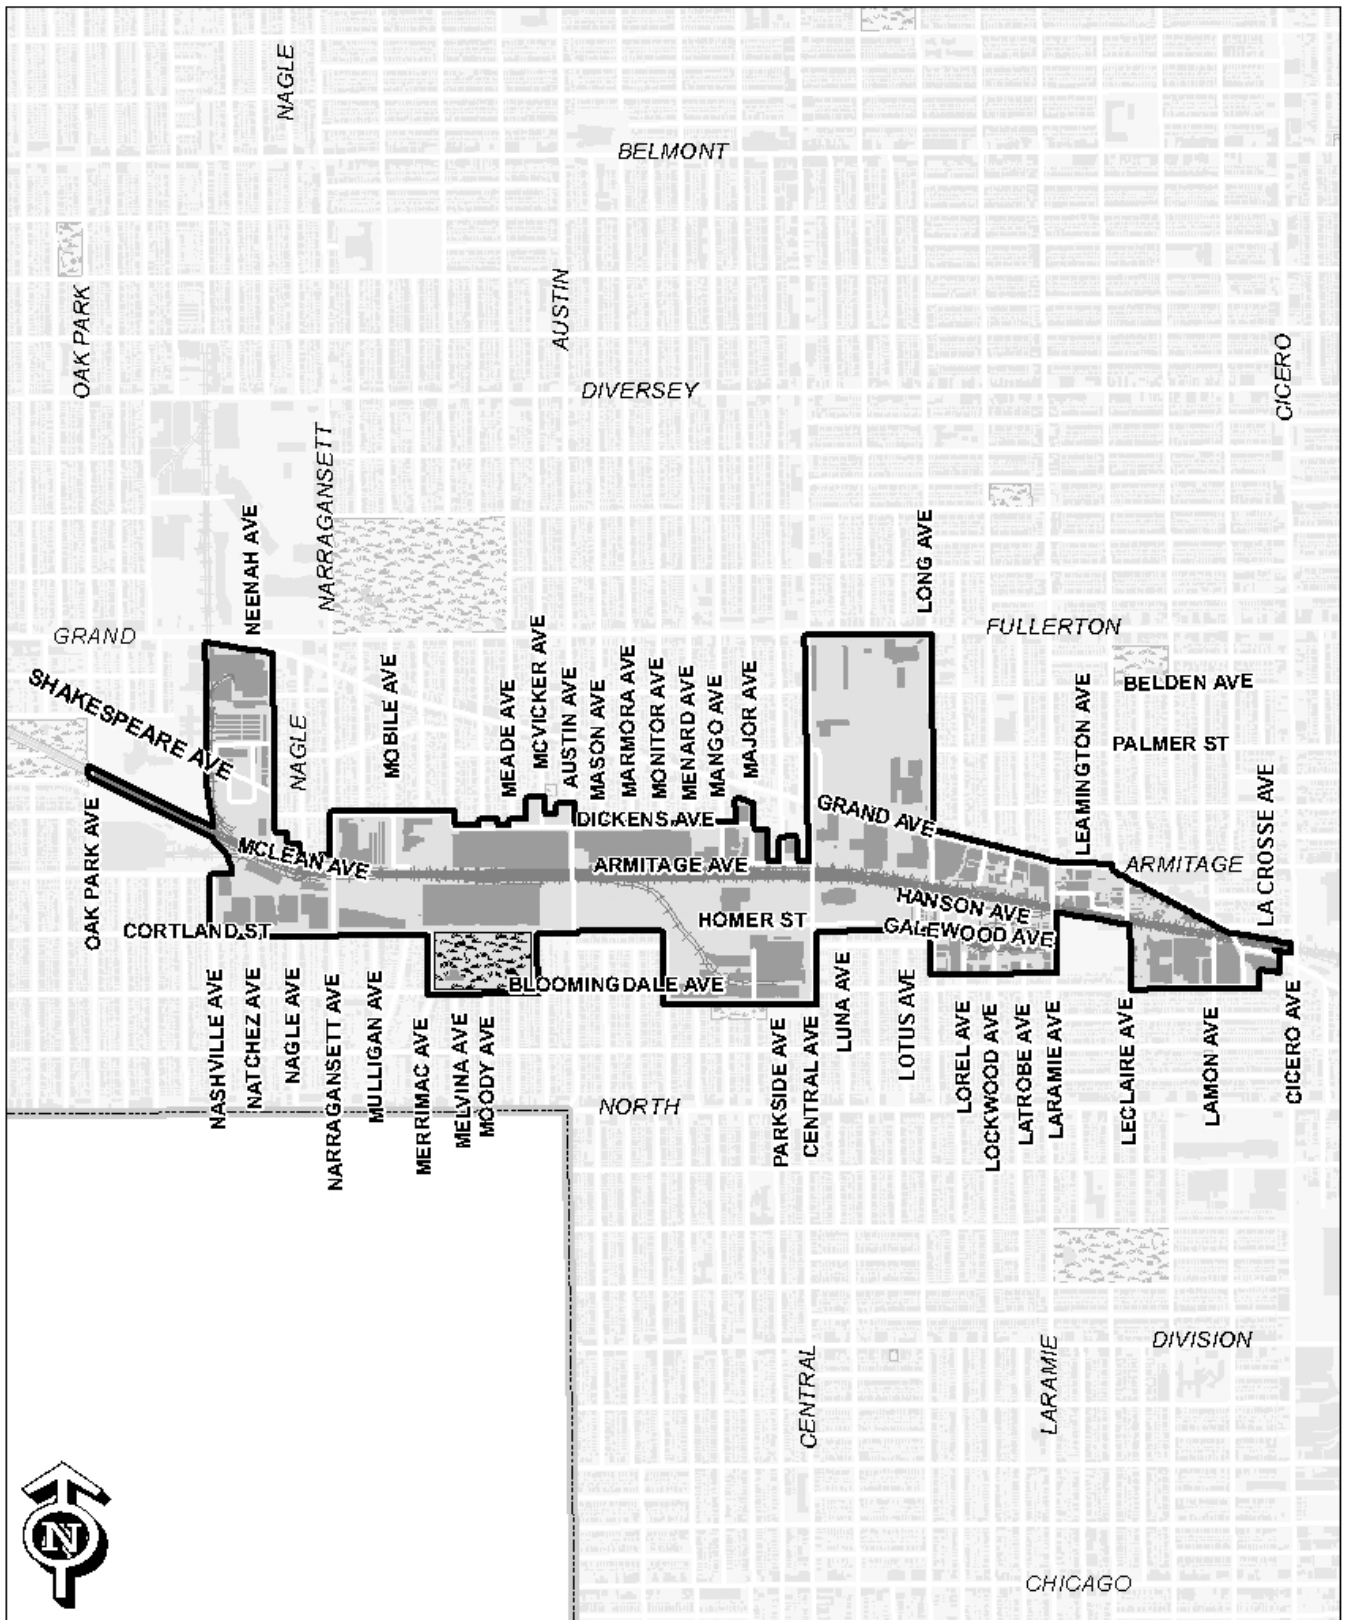 NAGLE
BELMONT
OAK PARK
AUSTIN
DIVERSEY
CICERO
NARRAGANSETT
NEENAH AVE
LONG AVE
GRAND
FULLERTON
SHAKESPEARE AVE
NAGLE
MOBILE AVE
MEADE AVE
MCVICKER AVE
AUSTIN AVE
MASON AVE
MARMORA AVE
MONITOR AVE
MENARD AVE
MANGO AVE
MAJOR AVE
LEAMINGTON AVE
BELDEN AVE
PALMER ST
LA CROSSE AVE
OAK PARK AVE
DICKENS AVE
GRAND AVE
MCLEAN AVE
ARMITAGE AVE
ARMITAGE
HANSON AVE
CORTLAND ST
HOMER ST
GALEWOOD AVE
BLOOMINGDALE AVE
NASHVILLE AVE
NATCHEZ AVE
NAGLE AVE
NARRAGANSETT AVE
MULLIGAN AVE
MERRIMAC AVE
MELVINA AVE
MOODY AVE
NORTH
PARKSIDE AVE
CENTRAL AVE
LUNA AVE
LOTUS AVE
LOREL AVE
LOCKWOOD AVE
LATROBE AVE
LARAMIE AVE
LECLAIRE AVE
LAMON AVE
CICERO AVE
CENTRAL
LARAMIE
DIVISION
N
CHICAGO